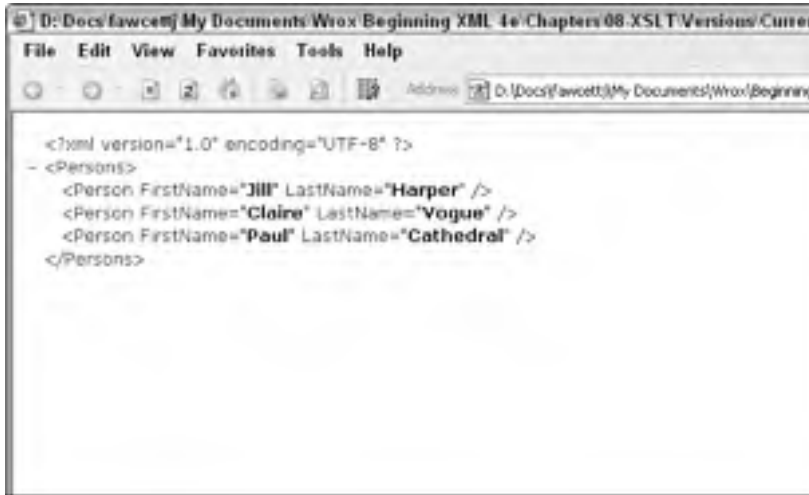 D:\Docs\fawcettj\My Documents\Wrox\Beginning XML 4e\Chapters\08-XSLT\Versions\Curre
File Edit View Favorites Tools Help
Address D:\Docs\fawcettj\My Documents\Wrox\Beginning
<?xml version="1.0" encoding="UTF-8" ?>
- <Persons>
<Person FirstName="Jill" LastName="Harper" />
<Person FirstName="Claire" LastName="Vogue" />
<Person FirstName="Paul" LastName="Cathedral" />
</Persons>